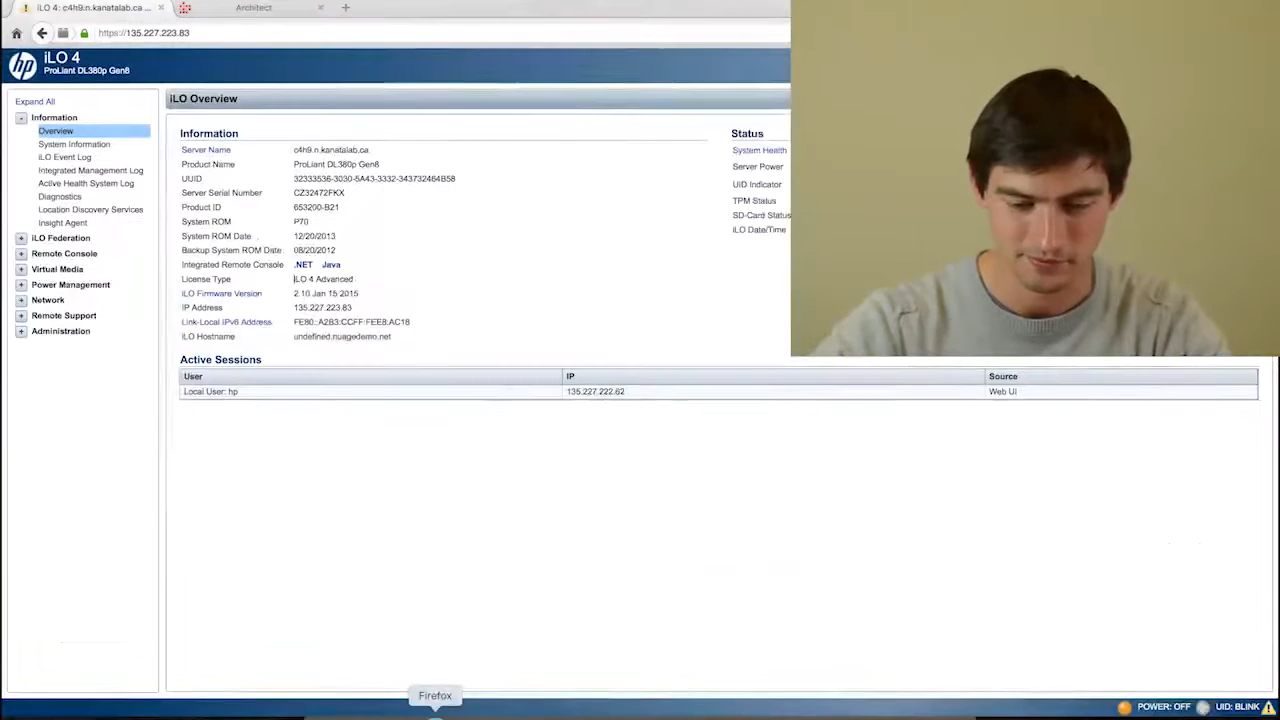 iLO 4: c4h9.n.kanatalab.ca ...
Architect
https://135.227.223.83
hp
iLO 4
ProLiant DL380p Gen8
Expand All
Information
Overview
System Information
iLO Event Log
Integrated Management Log
Active Health System Log
Diagnostics
Location Discovery Services
Insight Agent
iLO Federation
Remote Console
Virtual Media
Power Management
Network
Remote Support
Administration
iLO Overview
Information
Server Name c4h9.n.kanatalab.ca
Product Name ProLiant DL380p Gen8
UUID 32333536-3030-5A43-3332-343732464B58
Server Serial Number CZ32472FKX
Product ID 653200-B21
System ROM P70
System ROM Date 12/20/2013
Backup System ROM Date 08/20/2012
Integrated Remote Console .NET Java
License Type iLO 4 Advanced
iLO Firmware Version 2.10 Jan 15 2015
IP Address 135.227.223.83
Link-Local IPv6 Address FE80::A2B3:CCFF:FEE8:AC18
iLO Hostname undefined.nuagedemo.net
Status
System Health
Server Power
UID Indicator
TPM Status
SD-Card Status
iLO Date/Time
Active Sessions
User IP Source
Local User: hp 135.227.222.62 Web UI
Firefox
POWER: OFF UID: BLINK